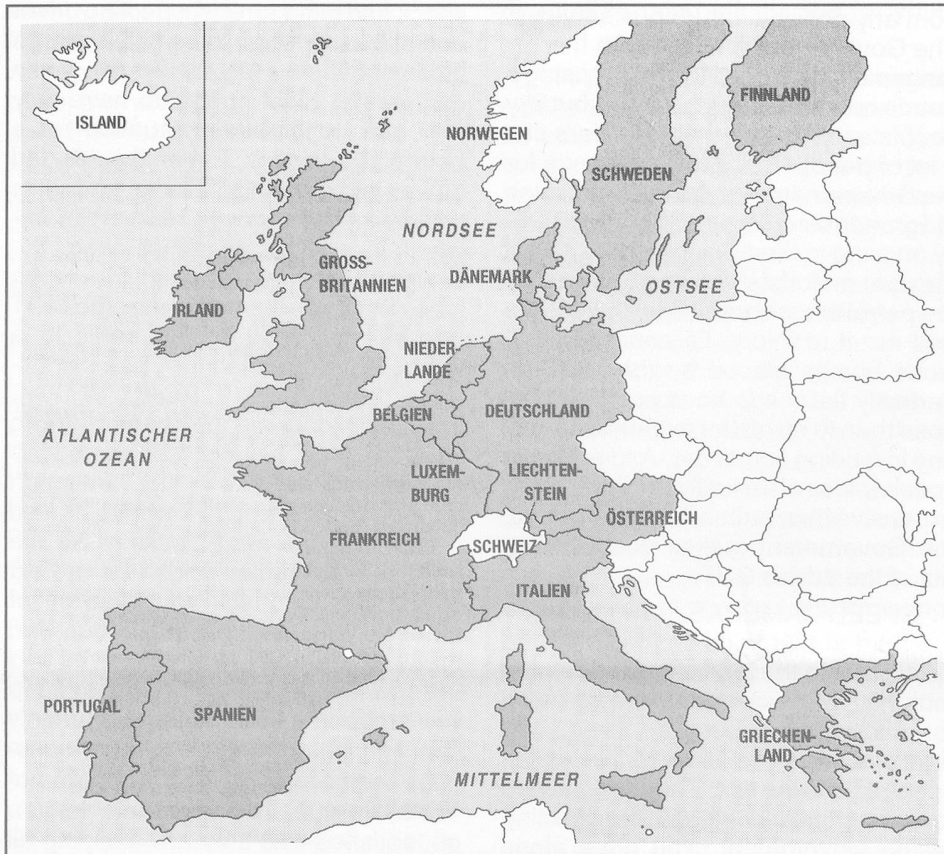 ISLAND
NORWEGEN
FINNLAND
SCHWEDEN
NORDSEE
GROSS-
BRITANNIEN
DÄNEMARK
OSTSEE
IRLAND
NIEDER-
LANDE
BELGIEN
DEUTSCHLAND
ATLANTISCHER
OZEAN
LUXEM-
BURG
LIECHTEN-
STEIN
ÖSTERREICH
FRANKREICH
SCHWEIZ
ITALIEN
PORTUGAL
SPANIEN
GRIECHEN-
LAND
MITTELMEER